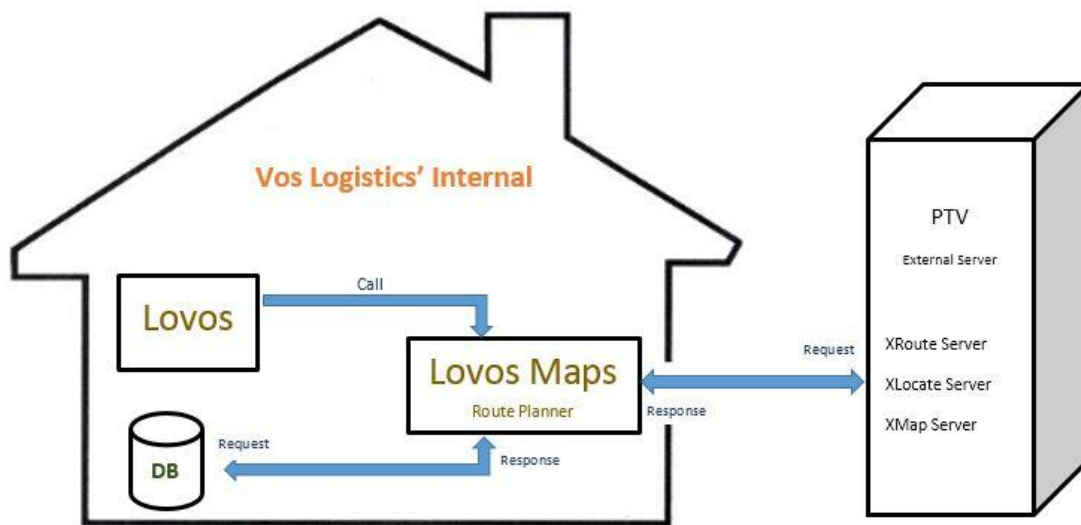 Vos Logistics’ Internal
Lovos
Call
Lovos Maps
Route Planner
DB
Request
Response
Request
Response
PTV
External Server
XRoute Server
XLocate Server
XMap Server